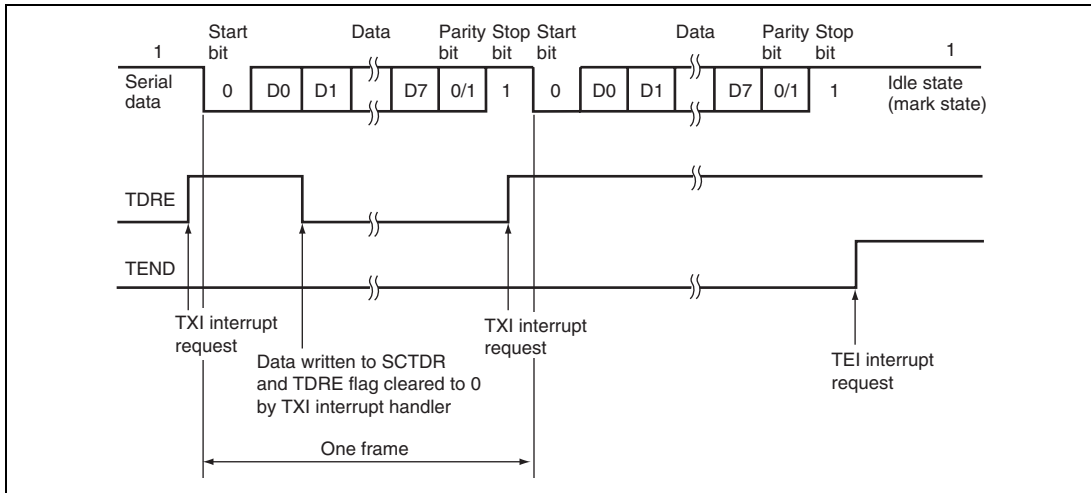 Start Data Parity Stop Start Data Parity Stop
1 bit bit bit bit bit bit 1
Serial data 0 D0 D1 D7 0/1 1 0 D0 D1 D7 0/1 1 Idle state
(mark state)
TDRE
TEND
TXI interrupt
request
Data written to SCTDR
and TDRE flag cleared to 0
by TXI interrupt handler
TXI interrupt
request
TEI interrupt
request
One frame